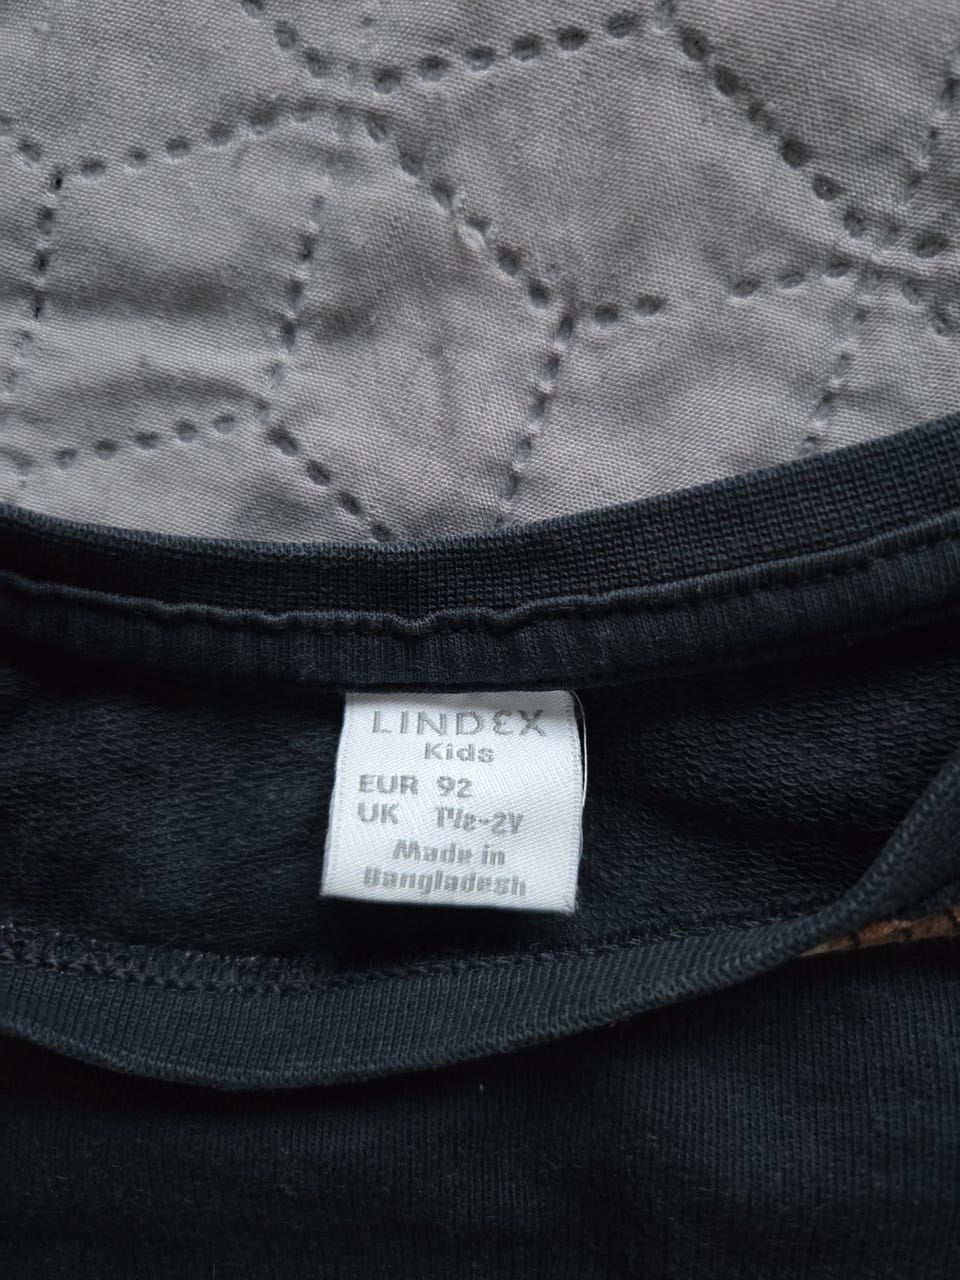 LINDEX
Kids
EUR 92
UK 1½-2Y
Made in
Bangladesh